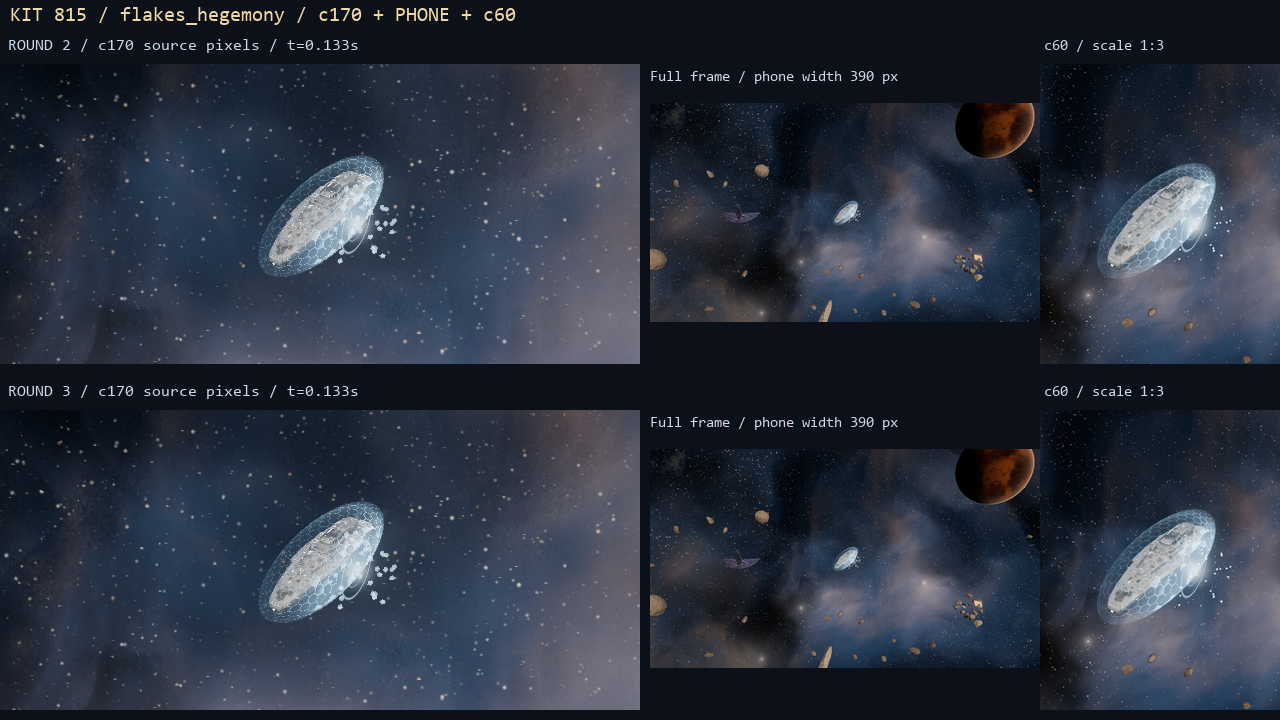 KIT 815 / flakes_hegemony / c170 + PHONE + c60
ROUND 2 / c170 source pixels / t=0.133s
c60 / scale 1:3
Full frame / phone width 390 px
ROUND 3 / c170 source pixels / t=0.133s
c60 / scale 1:3
Full frame / phone width 390 px